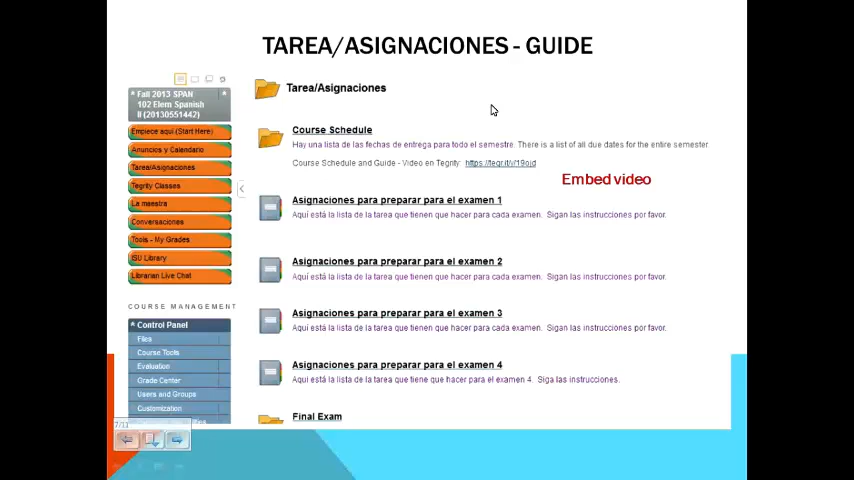 TAREA/ASIGNACIONES - GUIDE
Fall 2013 SPAN
102 Elem Spanish
II (20130551442)
Empiece aquí (Start Here)
Anuncios y Calendario
Tarea/Asignaciones
Tegrity Classes
La maestra
Conversaciones
Tools - My Grades
ISU Library
Librarian Live Chat
COURSE MANAGEMENT
Control Panel
Files
Course Tools
Evaluation
Grade Center
Users and Groups
Customization
7/11
Tarea/Asignaciones
Course Schedule
Hay una lista de las fechas de entrega para todo el semestre. There is a list of all due dates for the entire semester.
Course Schedule and Guide - Video en Tegrity:
Embed video
Asignaciones para preparar para el examen 1
Aquí está la lista de la tarea que tienen que hacer para cada examen. Sigan las instrucciones por favor.
Asignaciones para preparar para el examen 2
Aquí está la lista de la tarea que tienen que hacer para cada examen. Sigan las instrucciones por favor.
Asignaciones para preparar para el examen 3
Aquí está la lista de la tarea que tienen que hacer para cada examen. Sigan las instrucciones por favor.
Asignaciones para preparar para el examen 4
Aquí está la lista de la tarea que tiene que hacer para el examen 4. Siga las instrucciones.
Final Exam